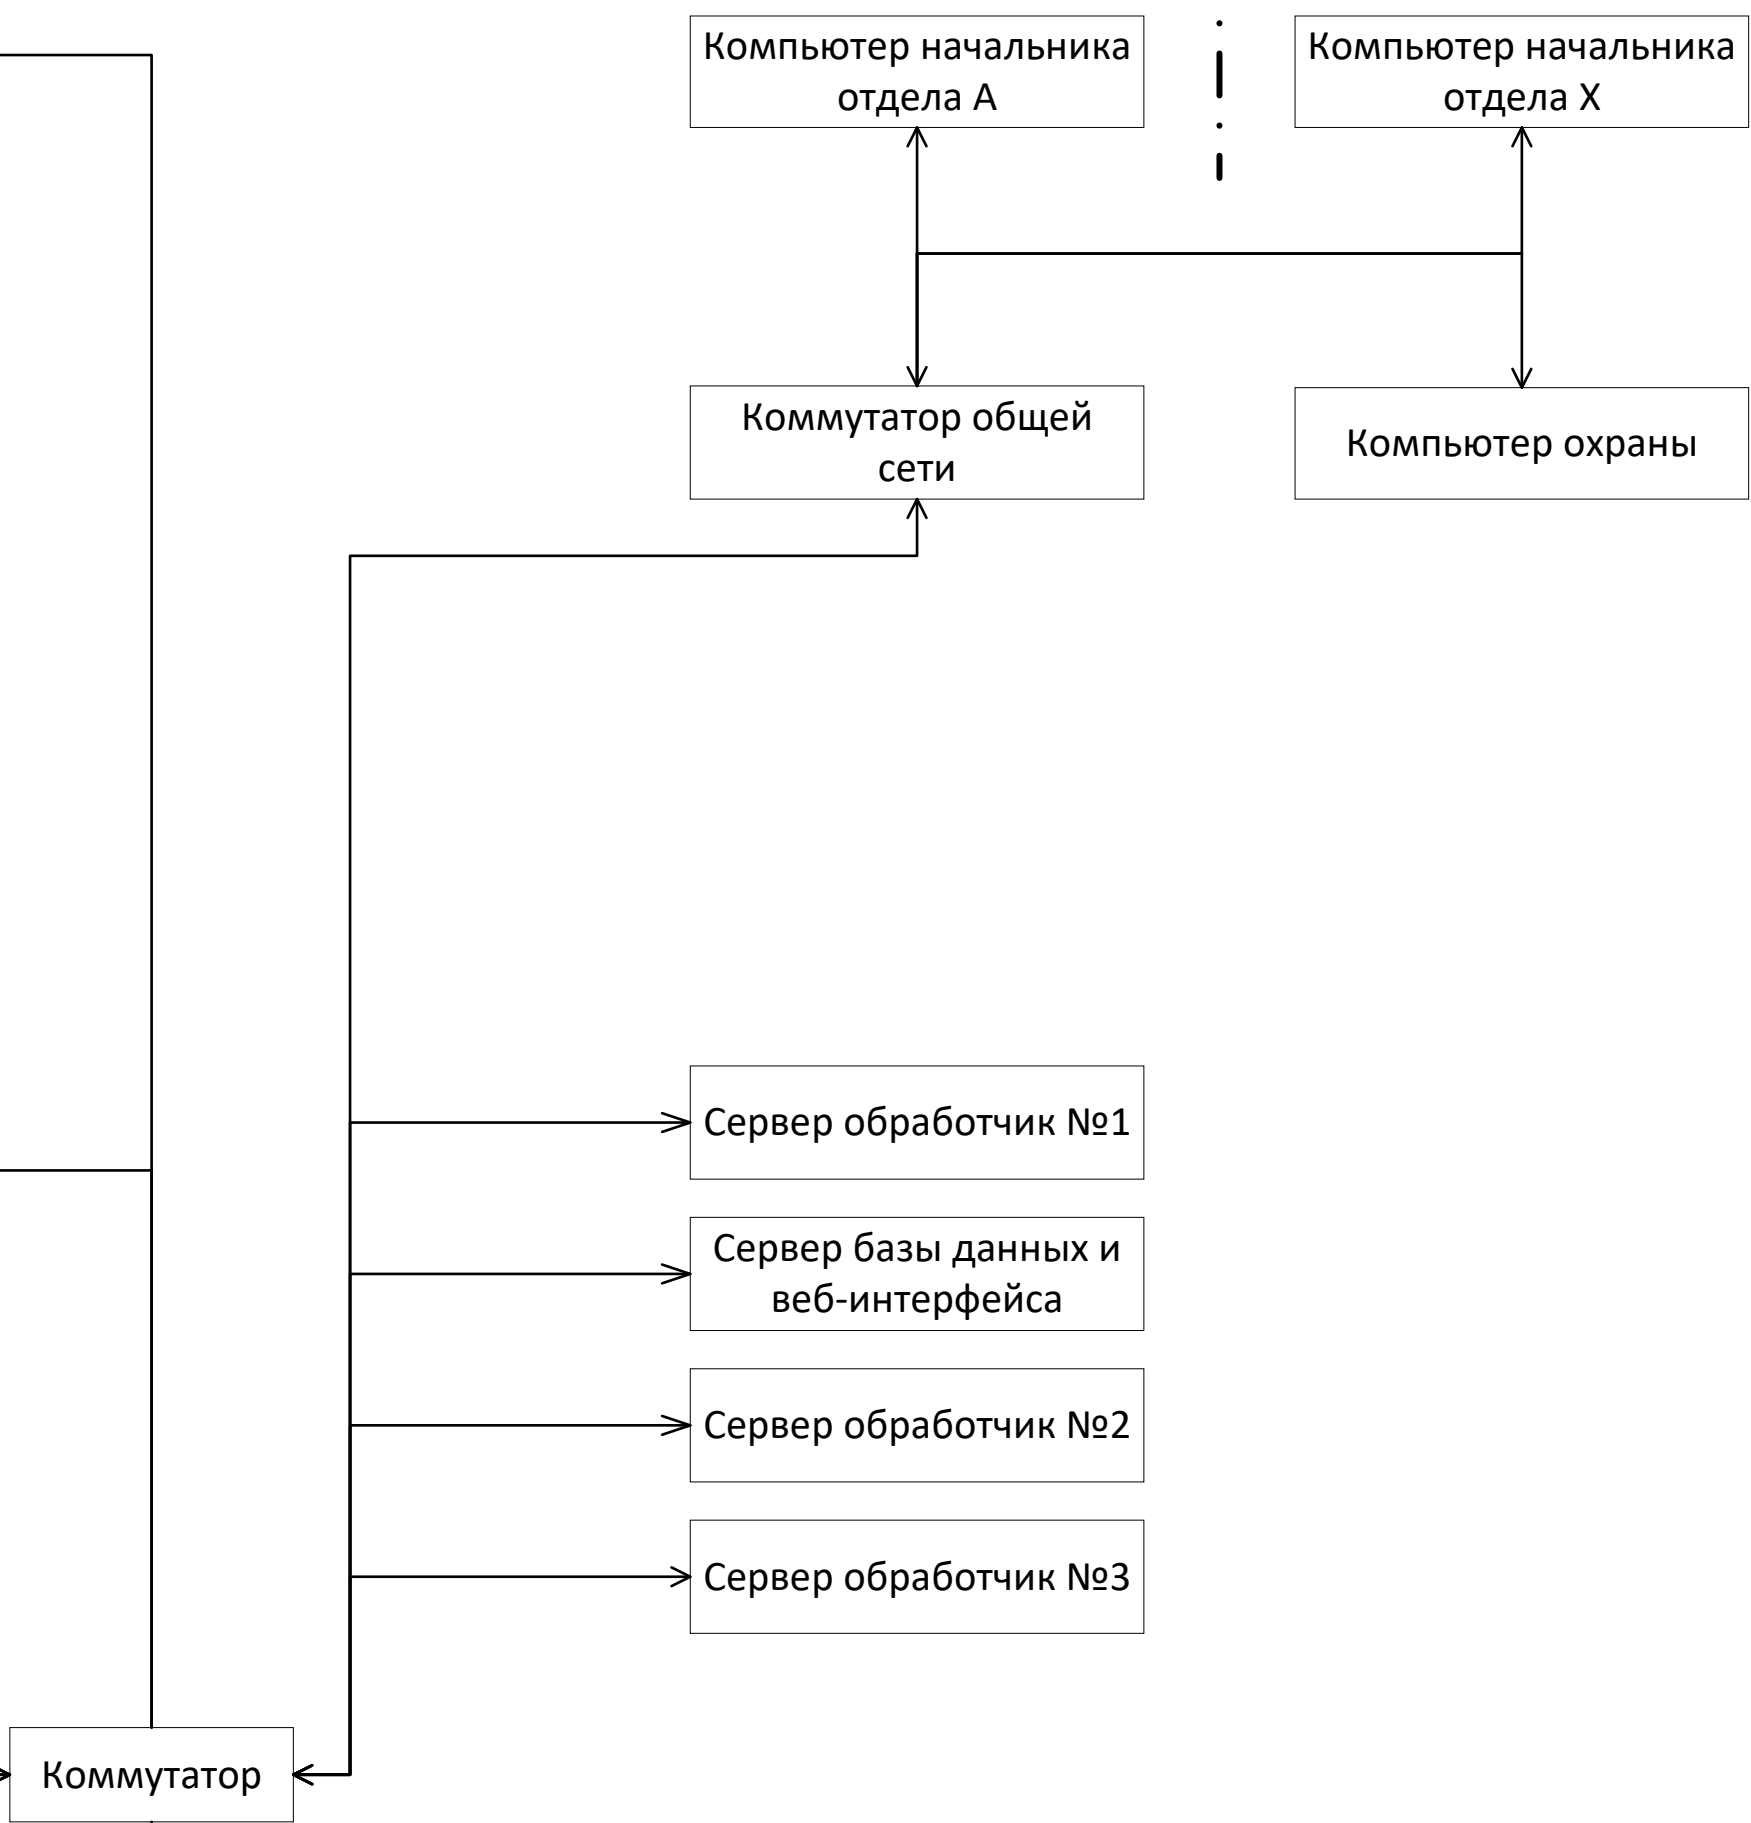 Компьютер начальника
отдела А
Компьютер начальника
отдела Х
Коммутатор общей
сети
Компьютер охраны
Сервер обработчик №1
Сервер базы данных и
веб-интерфейса
Сервер обработчик №2
Сервер обработчик №3
Коммутатор